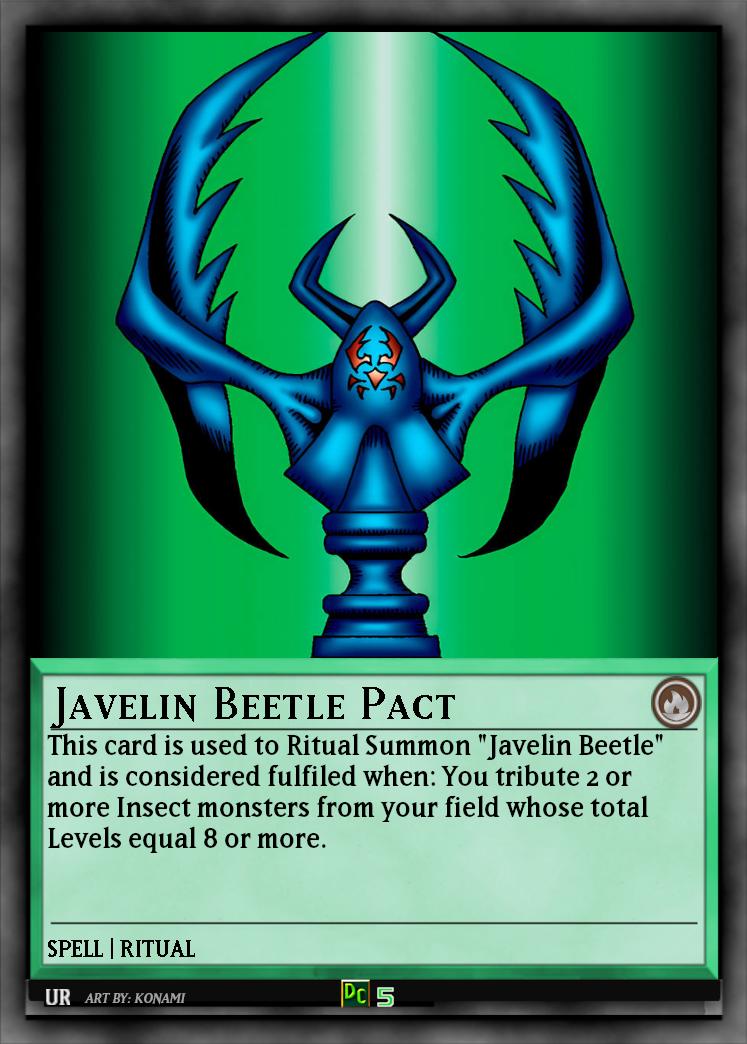 Javelin Beetle Pact
This card is used to Ritual Summon "Javelin Beetle"
and is considered fulfiled when: You tribute 2 or
more Insect monsters from your field whose total
Levels equal 8 or more.
SPELL | RITUAL
UR ART BY: KONAMI DC 5